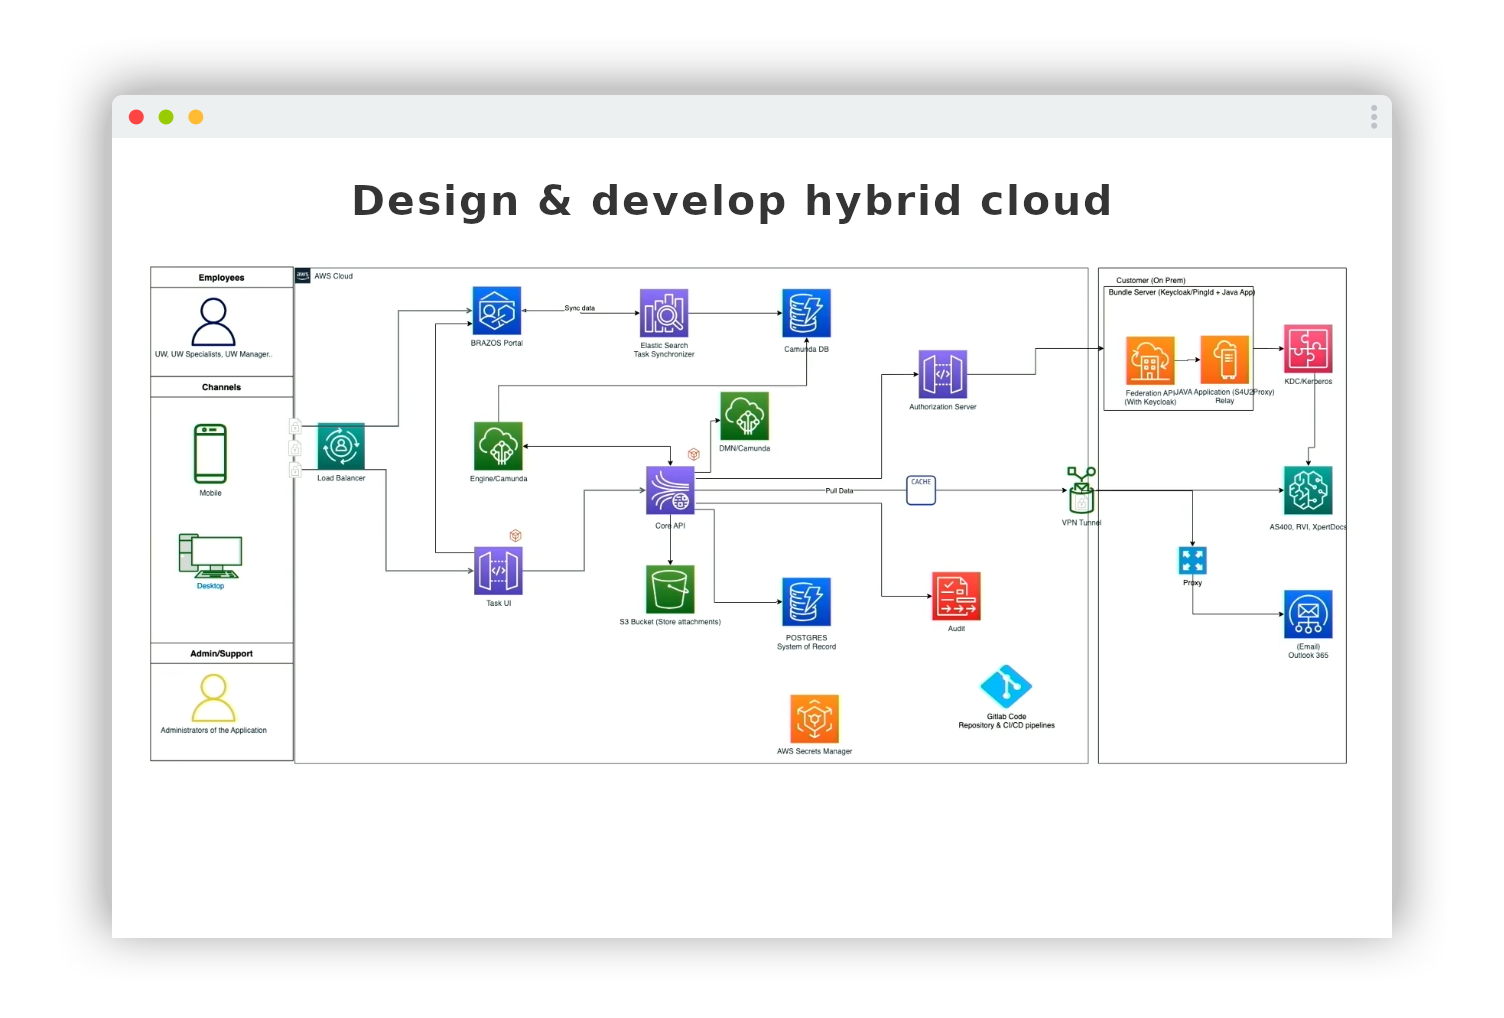 Design & develop hybrid cloud
Employees
UW, UW Specialists, UW Manager..
Channels
Mobile
Desktop
Admin/Support
Administrators of the Application
aws
AWS Cloud
Load Balancer
BRAZOS Portal
Sync data
Elastic Search
Task Synchronizer
Camunda DB
Engine/Camunda
DMN/Camunda
Authorization Server
Core API
Pull Data
CACHE
VPN Tunnel
Task UI
S3 Bucket (Store attachments)
POSTGRES
System of Record
Audit
AWS Secrets Manager
Gitlab Code
Repository & CI/CD pipelines
Customer (On Prem)
Bundle Server (Keycloak/PingId + Java App)
Federation API
(With Keycloak)
JAVA Application (S4U2Proxy)
Relay
KDC/Kerberos
AS400, RVI, XpertDocs
Proxy
(Email)
Outlook 365